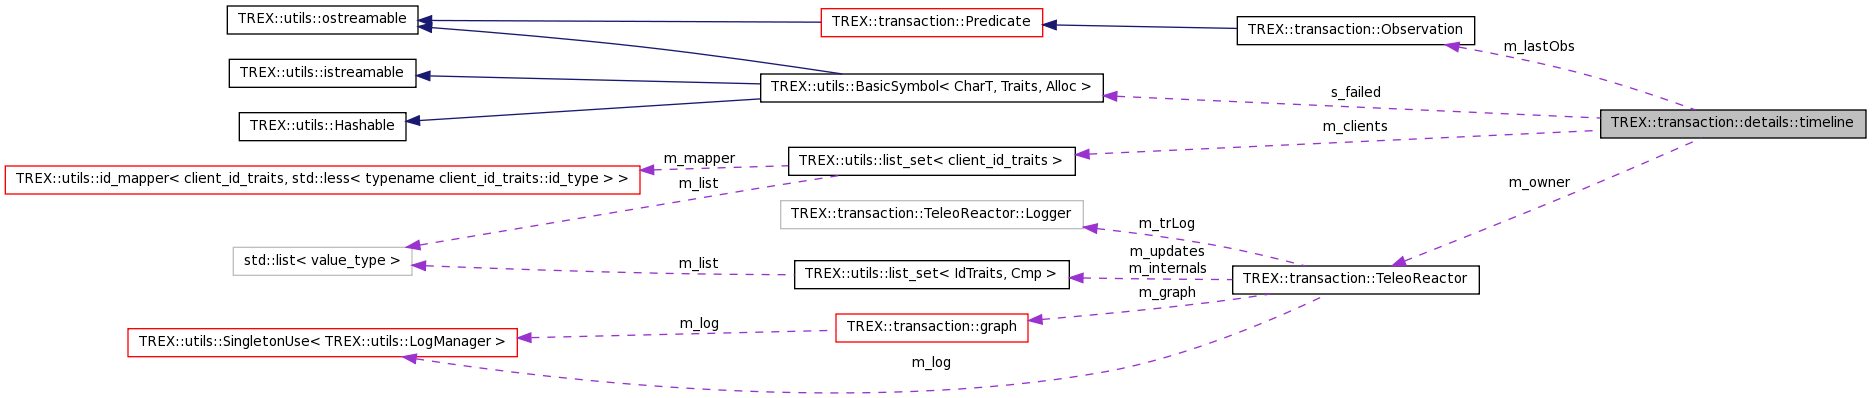 TREX::utils::ostreamable
TREX::transaction::Predicate
TREX::transaction::Observation
m_lastObs
TREX::utils::istreamable
TREX::utils::BasicSymbol< CharT, Traits, Alloc >
s_failed
TREX::utils::Hashable
m_clients
TREX::transaction::details::timeline
TREX::utils::id_mapper< client_id_traits, std::less< typename client_id_traits::id_type > >
m_mapper
TREX::utils::list_set< client_id_traits >
m_list
m_owner
TREX::transaction::TeleoReactor::Logger
m_trLog
std::list< value_type >
m_list
TREX::utils::list_set< IdTraits, Cmp >
m_updates
m_internals
TREX::transaction::TeleoReactor
m_graph
TREX::utils::SingletonUse< TREX::utils::LogManager >
m_log
TREX::transaction::graph
m_log